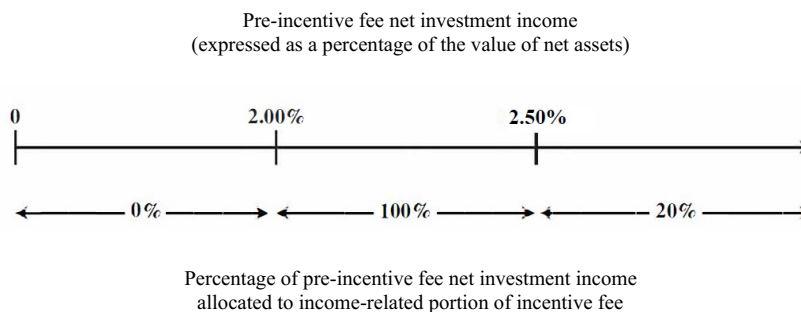 Pre-incentive fee net investment income
(expressed as a percentage of the value of net assets)
0 2.00% 2.50%
0% 100% 20%
Percentage of pre-incentive fee net investment income
allocated to income-related portion of incentive fee